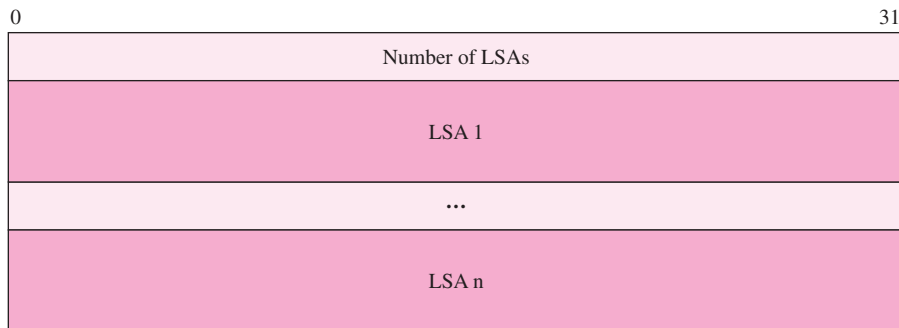 0 31
Number of LSAs
LSA 1
...
LSA n